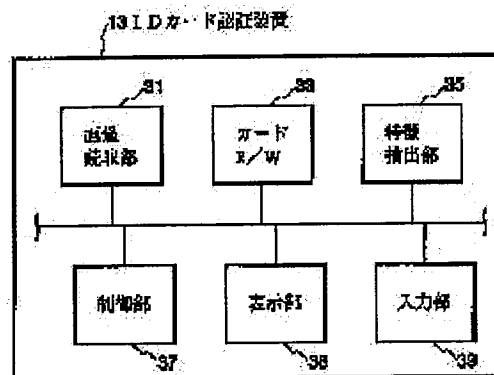 13 IDカード認証装置
31
33
35
画像
読取部
カード
R/W
特徴
抽出部
制御部
表示部
入力部
37
38
39